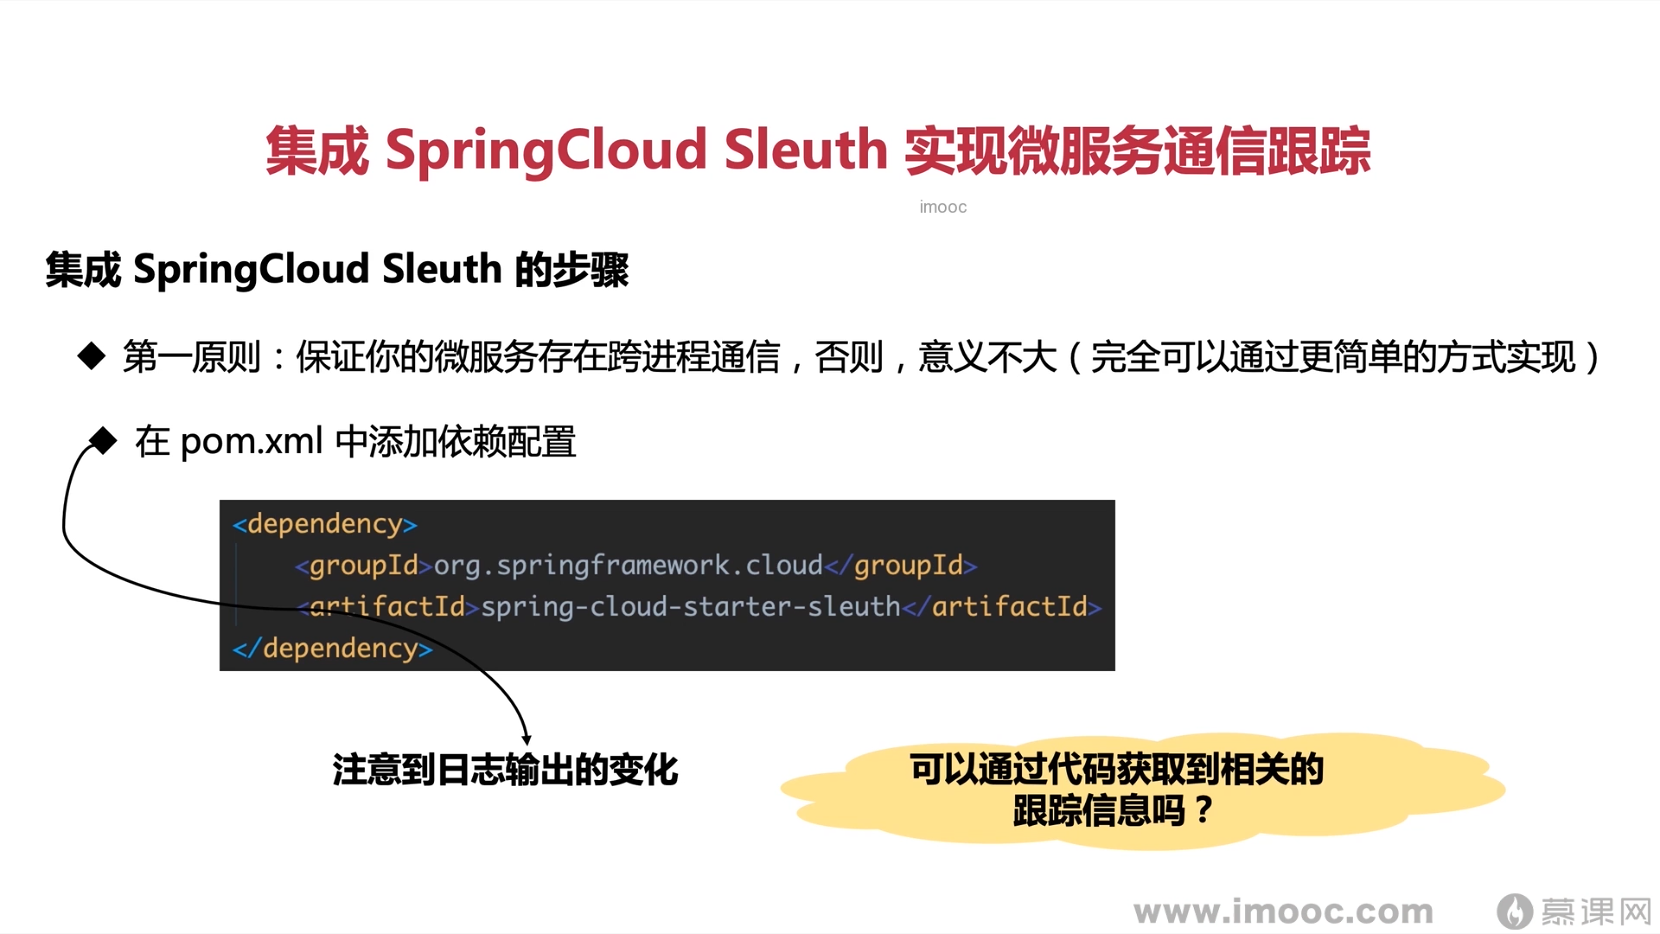 集成 SpringCloud Sleuth 实现微服务通信跟踪
imooc
集成 SpringCloud Sleuth 的步骤
第一原则：保证你的微服务存在跨进程通信，否则，意义不大（完全可以通过更简单的方式实现）
在 pom.xml 中添加依赖配置
<dependency>
<groupId>org.springframework.cloud</groupId>
<artifactId>spring-cloud-starter-sleuth</artifactId>
</dependency>
注意到日志输出的变化
可以通过代码获取到相关的
跟踪信息吗？
www.imooc.com 慕课网